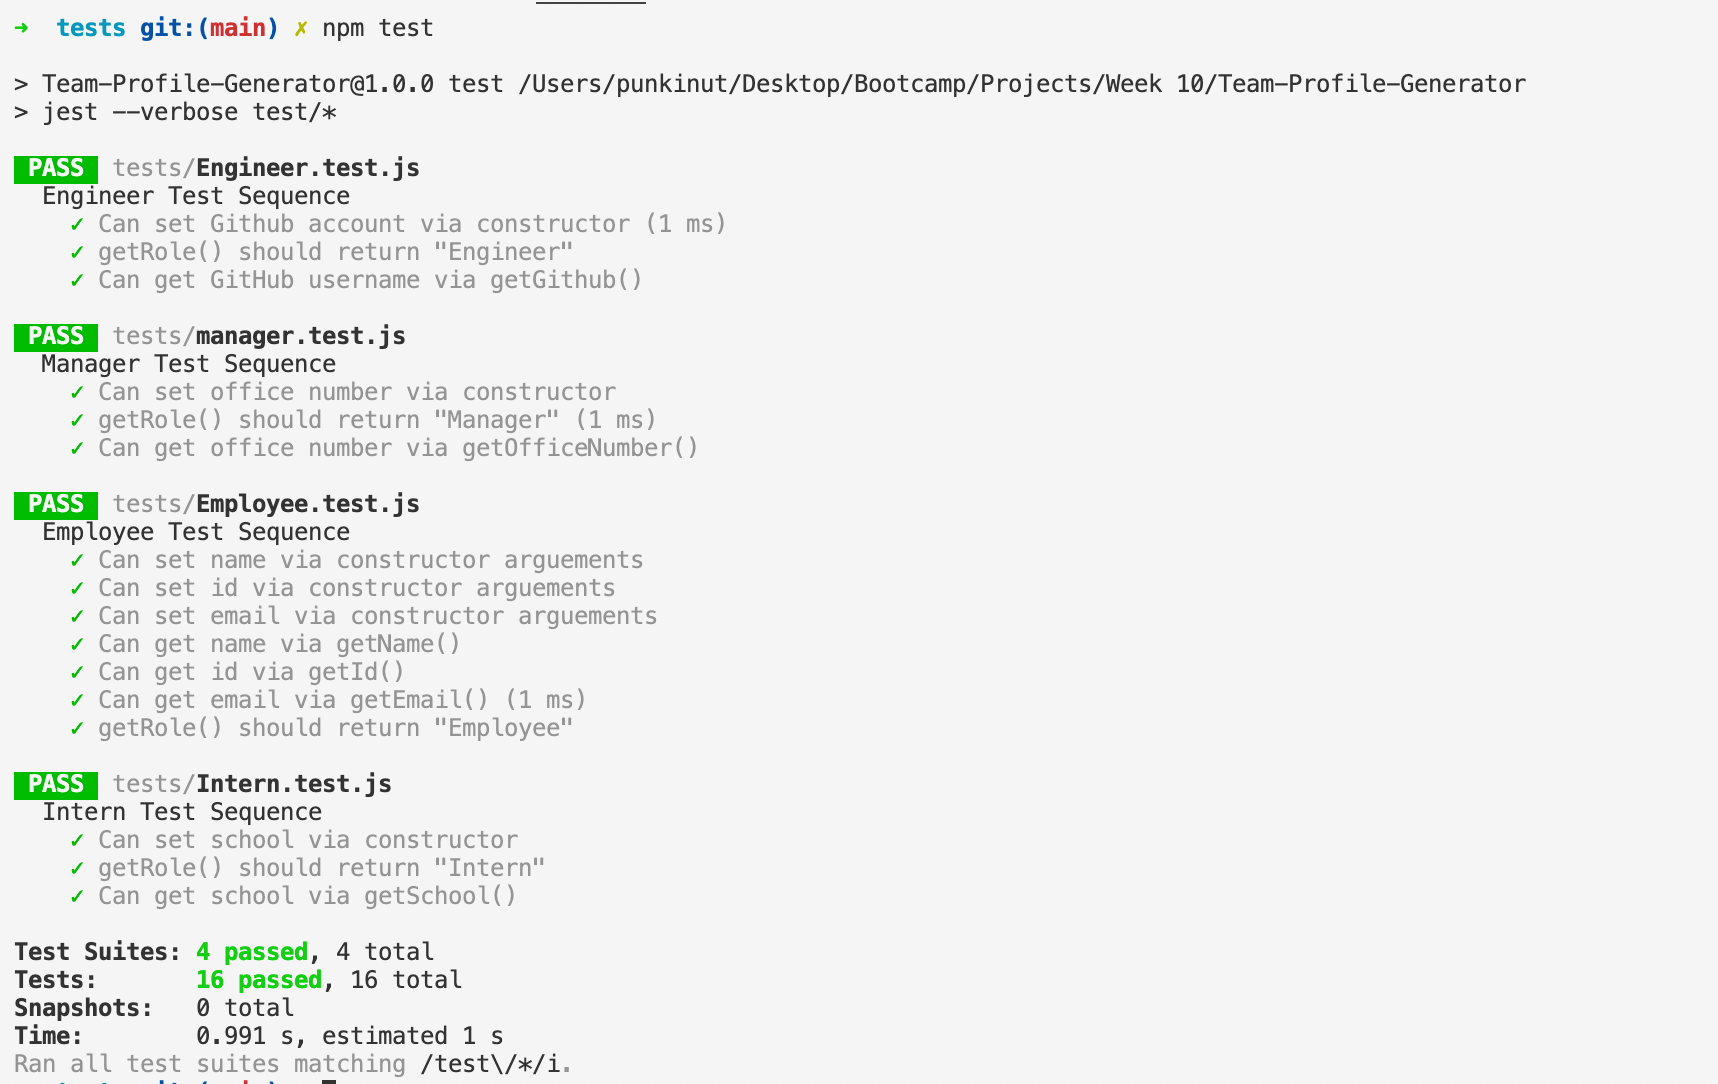 ➜  tests git:(main) ✗ npm test
> Team-Profile-Generator@1.0.0 test /Users/punkinut/Desktop/Bootcamp/Projects/Week 10/Team-Profile-Generator
> jest --verbose test/*
PASS tests/Engineer.test.js
Engineer Test Sequence
✓ Can set Github account via constructor (1 ms)
✓ getRole() should return "Engineer"
✓ Can get GitHub username via getGithub()
PASS tests/manager.test.js
Manager Test Sequence
✓ Can set office number via constructor
✓ getRole() should return "Manager" (1 ms)
✓ Can get office number via getOfficeNumber()
PASS tests/Employee.test.js
Employee Test Sequence
✓ Can set name via constructor arguements
✓ Can set id via constructor arguements
✓ Can set email via constructor arguements
✓ Can get name via getName()
✓ Can get id via getId()
✓ Can get email via getEmail() (1 ms)
✓ getRole() should return "Employee"
PASS tests/Intern.test.js
Intern Test Sequence
✓ Can set school via constructor
✓ getRole() should return "Intern"
✓ Can get school via getSchool()
Test Suites: 4 passed, 4 total
Tests: 16 passed, 16 total
Snapshots: 0 total
Time: 0.991 s, estimated 1 s
Ran all test suites matching /test\/*/i.